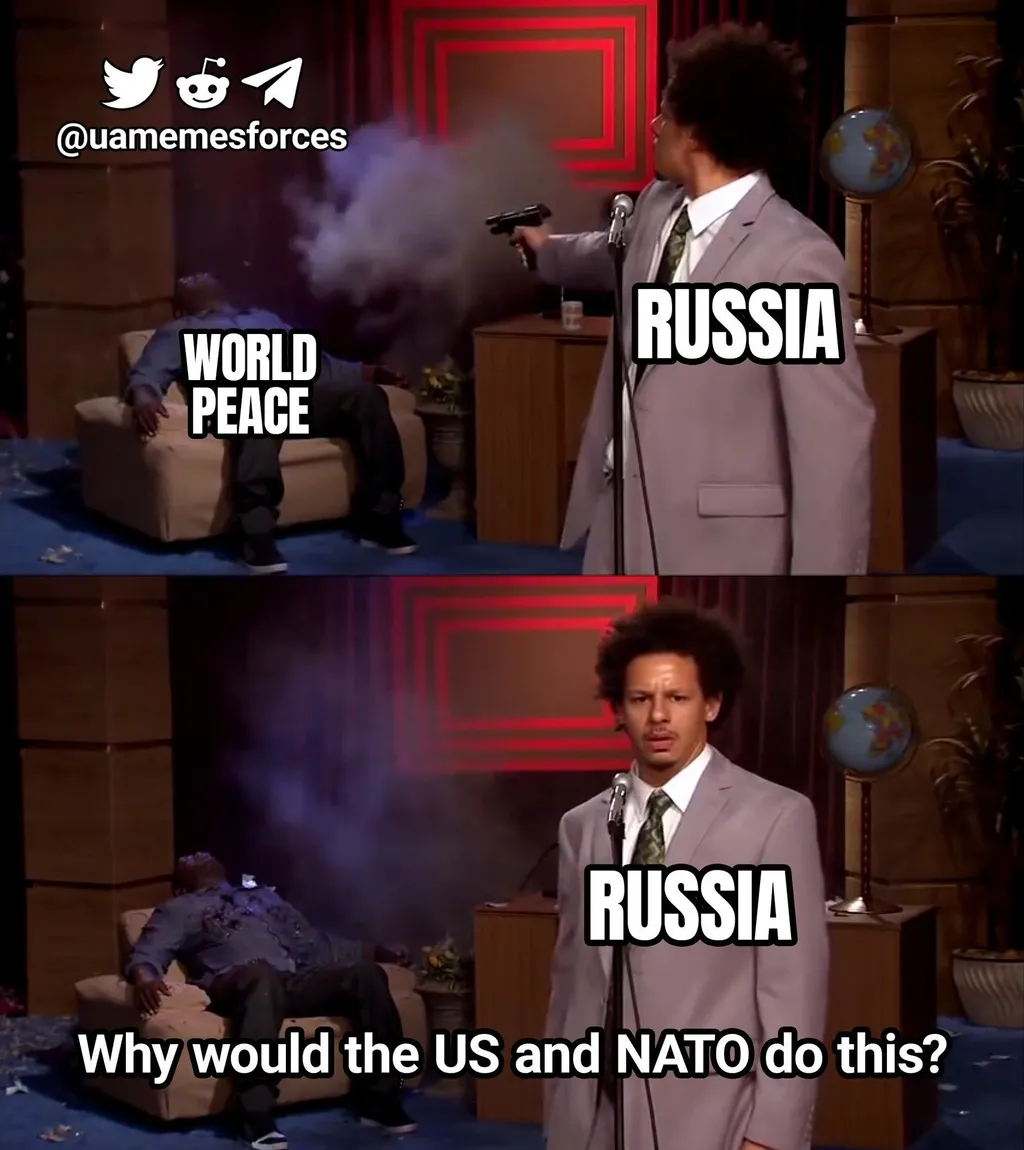 @uamemesforces
RUSSIA
WORLD
PEACE
RUSSIA
Why would the US and NATO do this?